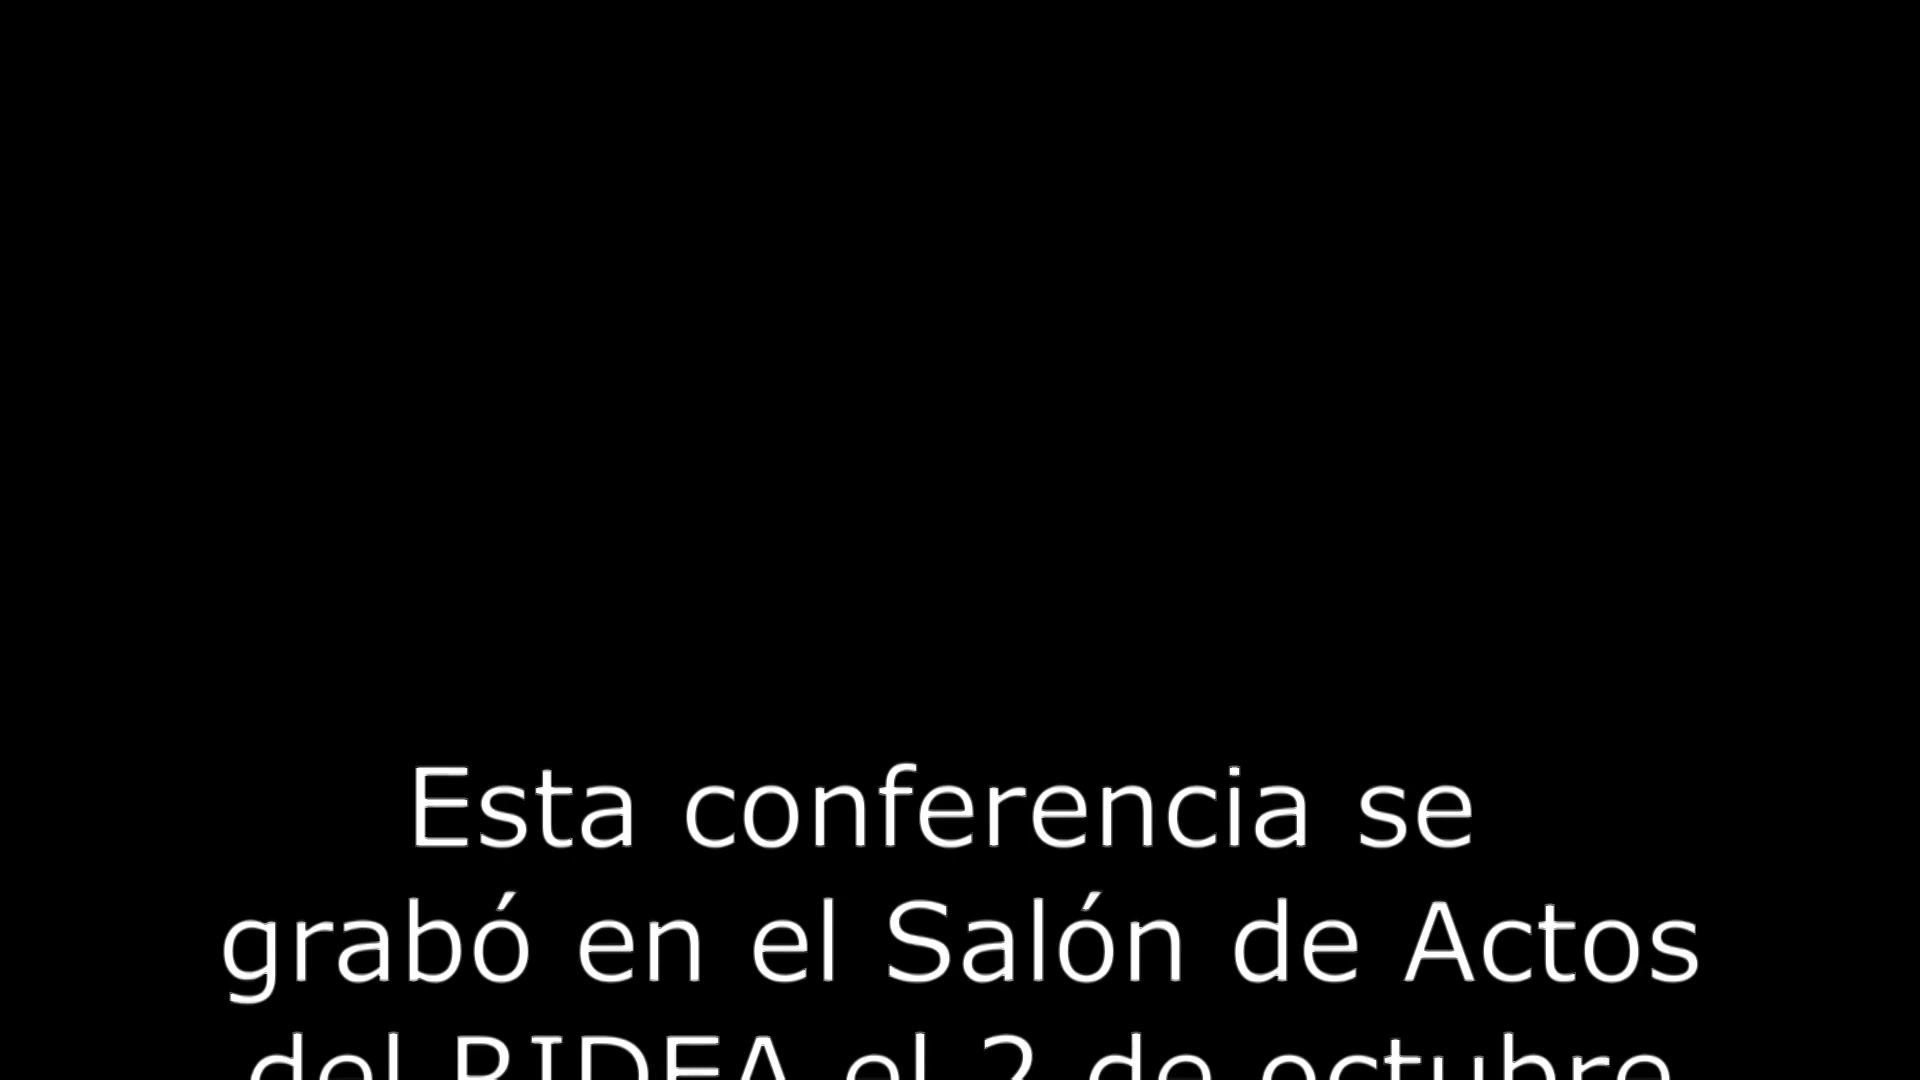 Esta conferencia se
grabó en el Salón de Actos
del RIDEA el 2 de octubre